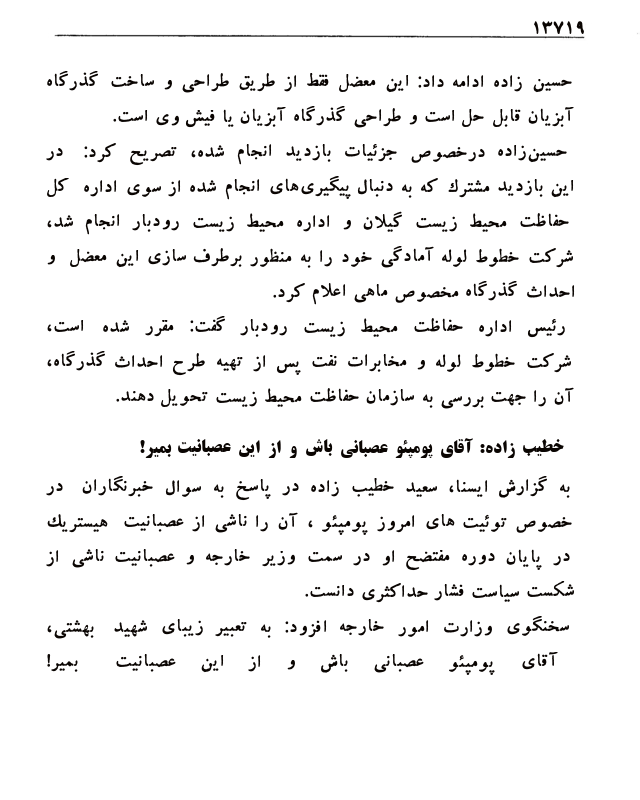 ۱۳۷۱۹
حسین زاده ادامه داد: این معضل فقط از طریق طراحی و ساخت گذرگاه
آبزیان قابل حل است و طراحی گذرگاه آبزیان یا فیش وی است.
حسین‌زاده درخصوص جزئیات بازدید انجام شده، تصریح کرد: در
این بازدید مشترك که به دنبال پیگیری‌های انجام شده از سوی اداره کل
حفاظت محیط زیست گیلان و اداره محیط زیست رودبار انجام شد،
شرکت خطوط لوله آمادگی خود را به منظور برطرف سازی این معضل و
احداث گذرگاه مخصوص ماهی اعلام کرد.
رئیس اداره حفاظت محیط زیست رودبار گفت: مقرر شده است،
شرکت خطوط لوله و مخابرات نفت پس از تهیه طرح احداث گذرگاه،
آن را جهت بررسی به سازمان حفاظت محیط زیست تحویل دهند.
خطیب زاده: آقای پومپئو عصبانی باش و از این عصبانیت بمیر!
به گزارش ایسنا، سعید خطیب زاده در پاسخ به سوال خبرنگاران در
خصوص توئیت های امروز پومپئو ، آن را ناشی از عصبانیت هیستریك
در پایان دوره مفتضح او در سمت وزیر خارجه و عصبانیت ناشی از
شکست سیاست فشار حداکثری دانست.
سخنگوی وزارت امور خارجه افزود: به تعبیر زیبای شهید بهشتی،
آقای پومپئو عصبانی باش و از این عصبانیت بمیر!